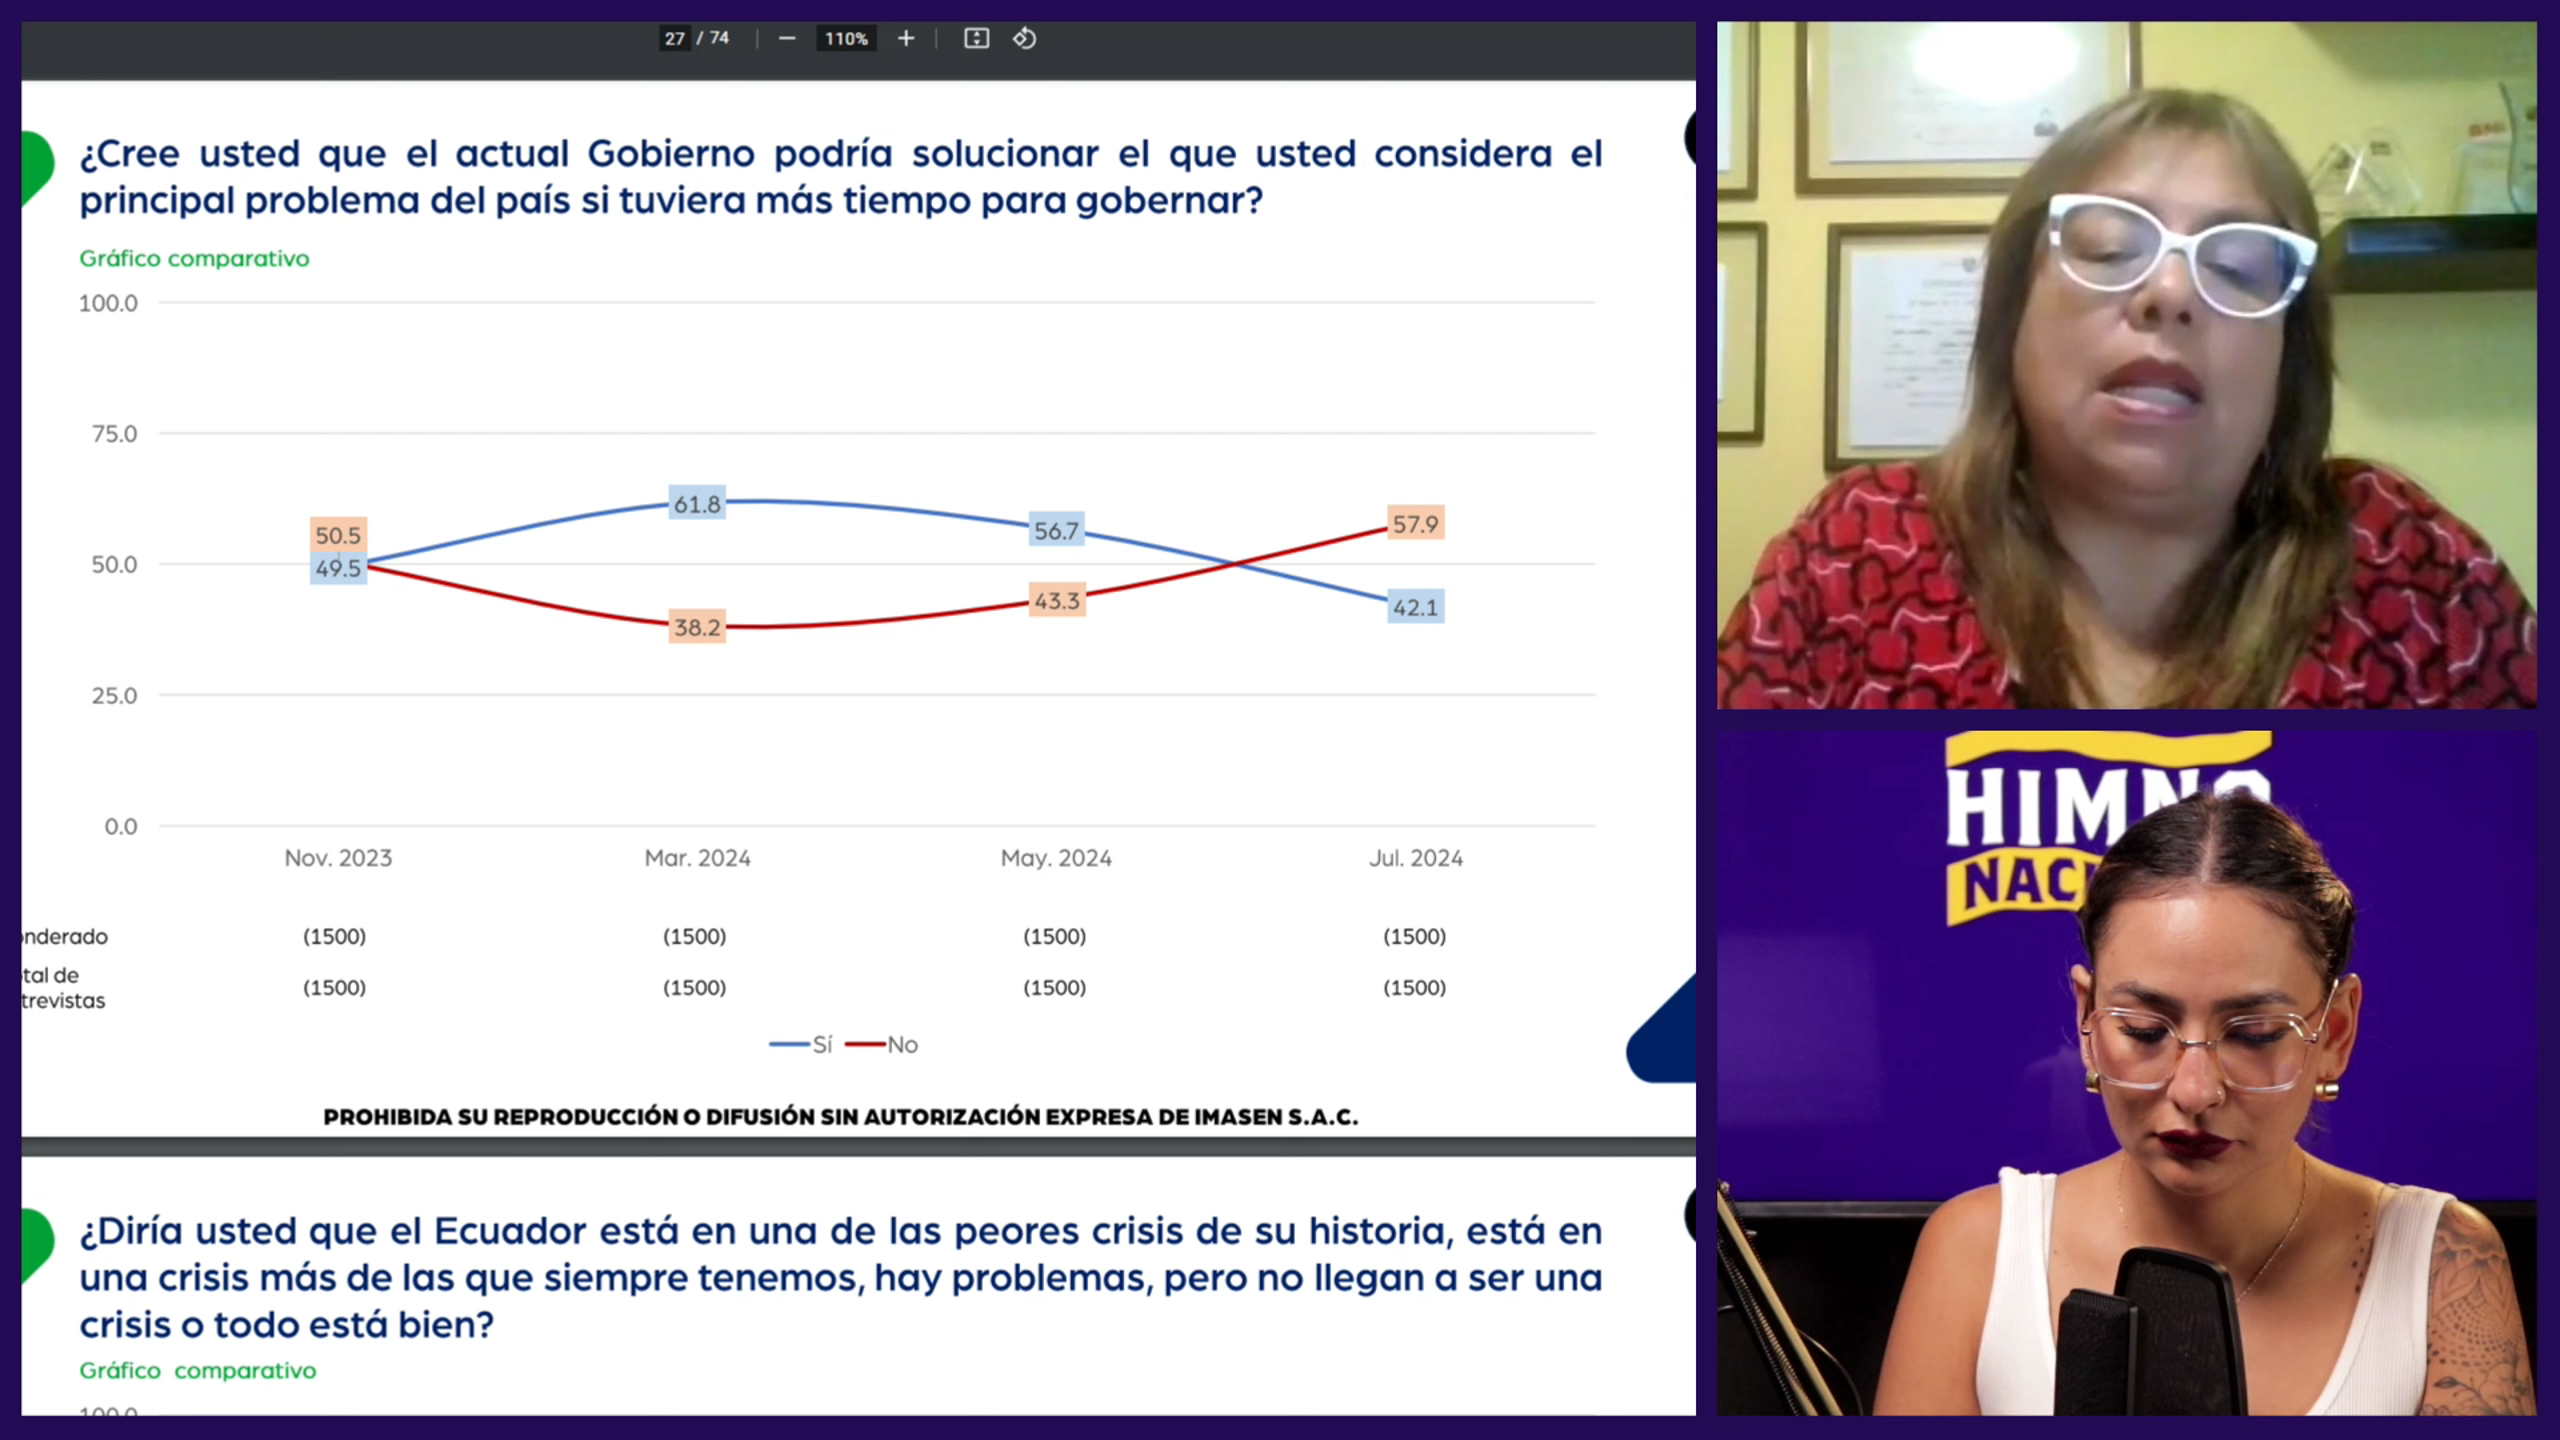 27 / 74
110%
¿Cree usted que el actual Gobierno podría solucionar el que usted considera el
principal problema del país si tuviera más tiempo para gobernar?
Gráfico comparativo
100.0
75.0
50.0
25.0
0.0
50.5
49.5
61.8
38.2
56.7
43.3
57.9
42.1
Nov. 2023 Mar. 2024 May. 2024 Jul. 2024
nderado (1500) (1500) (1500) (1500)
tal de
trevistas (1500) (1500) (1500) (1500)
Sí No
PROHIBIDA SU REPRODUCCIÓN O DIFUSIÓN SIN AUTORIZACIÓN EXPRESA DE IMASEN S.A.C.
¿Diría usted que el Ecuador está en una de las peores crisis de su historia, está en
una crisis más de las que siempre tenemos, hay problemas, pero no llegan a ser una
crisis o todo está bien?
Gráfico comparativo
100.0
HIMNO
NAC